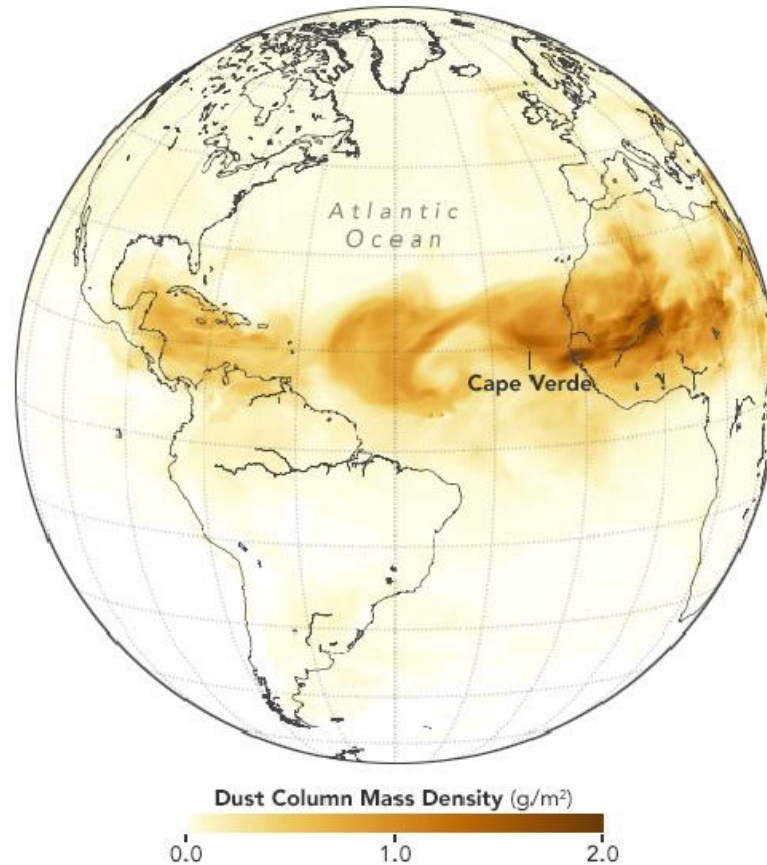 Atlantic
Ocean
Cape Verde
Dust Column Mass Density (g/m²)
0.0 1.0 2.0